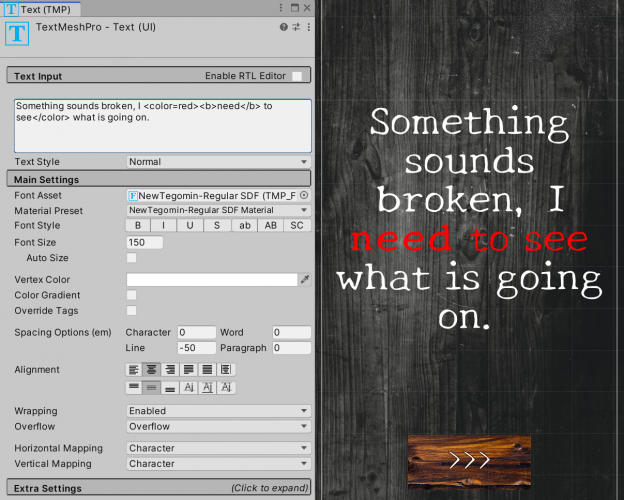 Text (TMP)
TextMeshPro - Text (UI)
Text Input
Enable RTL Editor
Something sounds broken, I <color=red><b>need</b> to
see</color> what is going on.
Text Style Normal
Main Settings
Font Asset NewTegomin-Regular SDF (TMP_F
Material Preset NewTegomin-Regular SDF Material
Font Style B I U S ab AB SC
Font Size 150
Auto Size
Vertex Color
Color Gradient
Override Tags
Spacing Options (em) Character 0 Word 0
Line -50 Paragraph 0
Alignment
Wrapping Enabled
Overflow Overflow
Horizontal Mapping Character
Vertical Mapping Character
Extra Settings (Click to expand)
Something
sounds
broken, I
need to see
what is going
on.
>>>